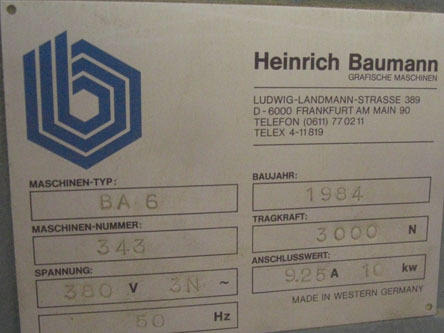 Heinrich Baumann
GRAFISCHE MASCHINEN
LUDWIG-LANDMANN-STRASSE 389
D-6000 FRANKFURT AM MAIN 90
TELEFON (0611) 77 02 11
TELEX 4-11 819
MASCHINEN-TYP:
BA 6
BAUJAHR:
1984
MASCHINEN-NUMMER:
343
TRAGKRAFT:
3000 N
SPANNUNG:
380 V 3N ~
50 Hz
ANSCHLUSSWERT:
9.25 A 10 kw
MADE IN WESTERN GERMANY